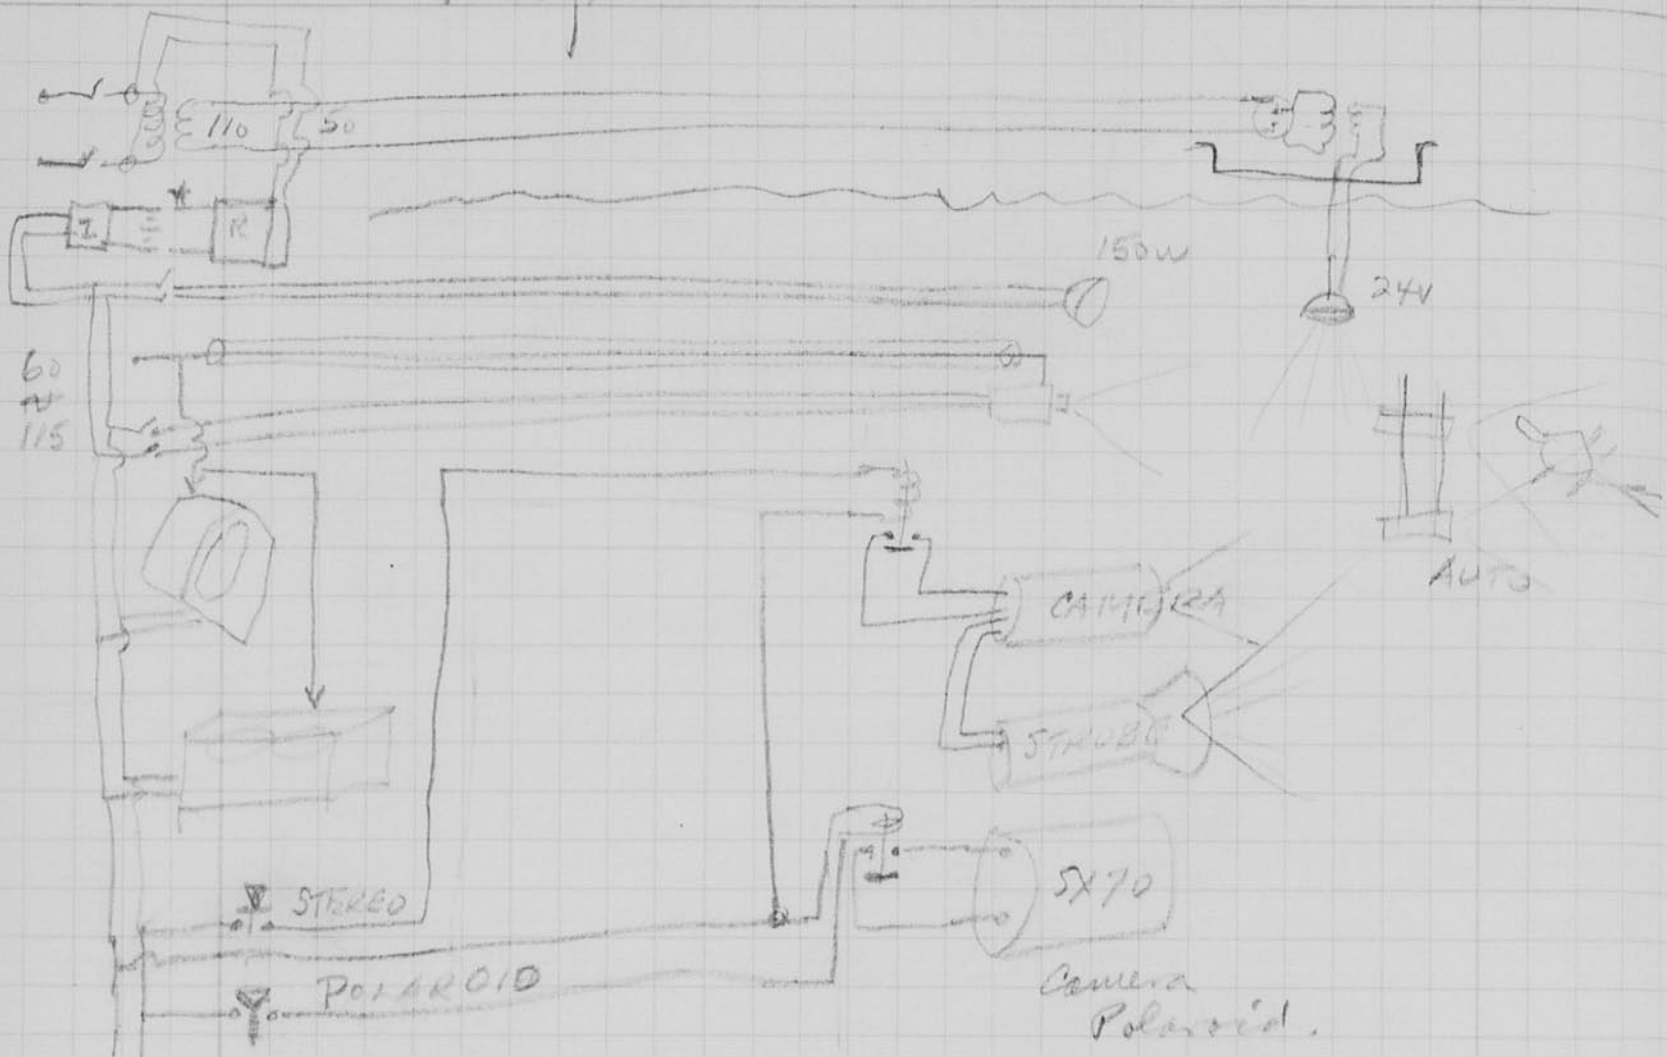 110
50
I
R
150W
24V
60
~
115
CAMERA
AUTO
STROBE
STEREO
SX70
POLAROID
Camera
Polaroid.